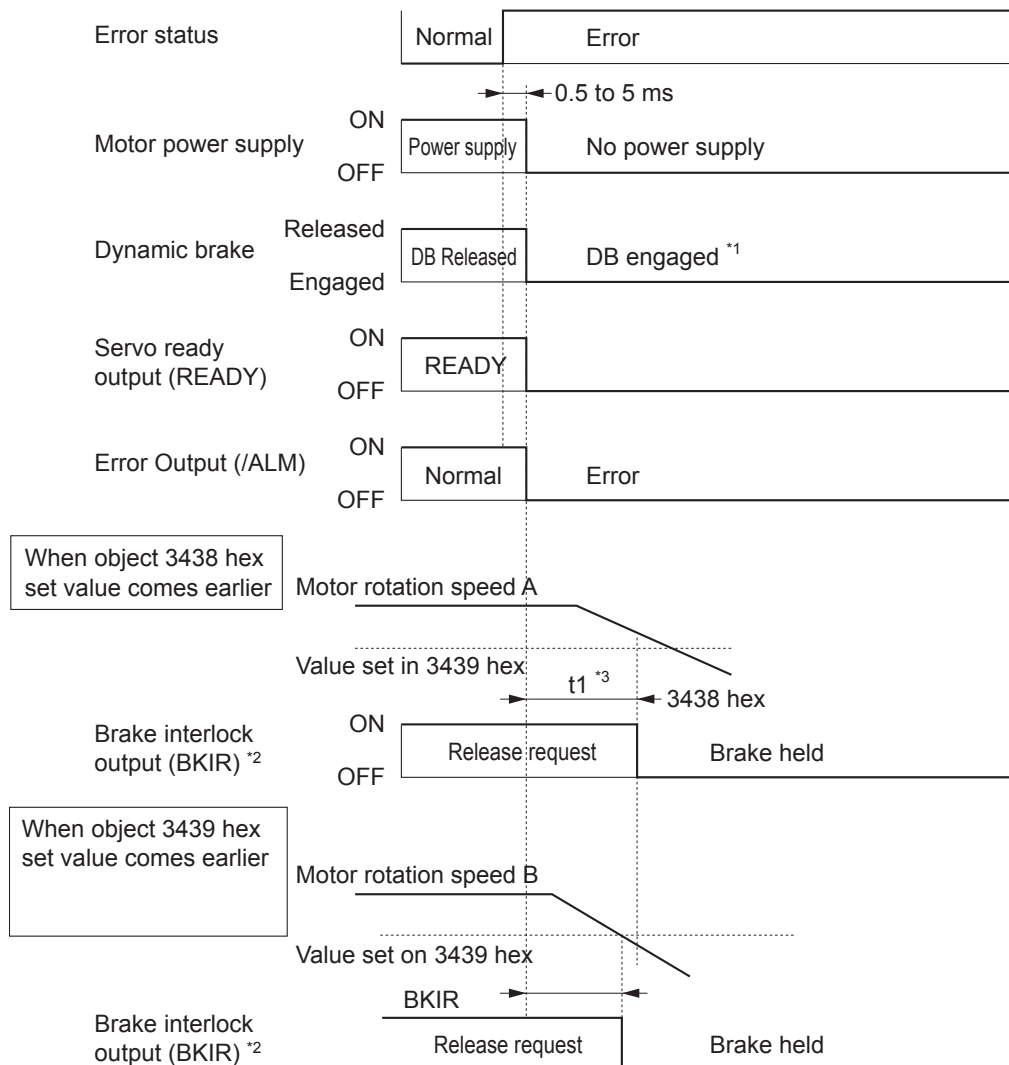 Error status
Normal
Error
0.5 to 5 ms
Motor power supply
ON
OFF
Power supply
No power supply
Dynamic brake
Released
Engaged
DB Released
DB engaged *1
Servo ready
output (READY)
ON
OFF
READY
Error Output (/ALM)
ON
OFF
Normal
Error
When object 3438 hex
set value comes earlier
Motor rotation speed A
Value set in 3439 hex
t1 *3
3438 hex
Brake interlock
output (BKIR) *2
ON
OFF
Release request
Brake held
When object 3439 hex
set value comes earlier
Motor rotation speed B
Value set on 3439 hex
BKIR
Brake interlock
output (BKIR) *2
Release request
Brake held